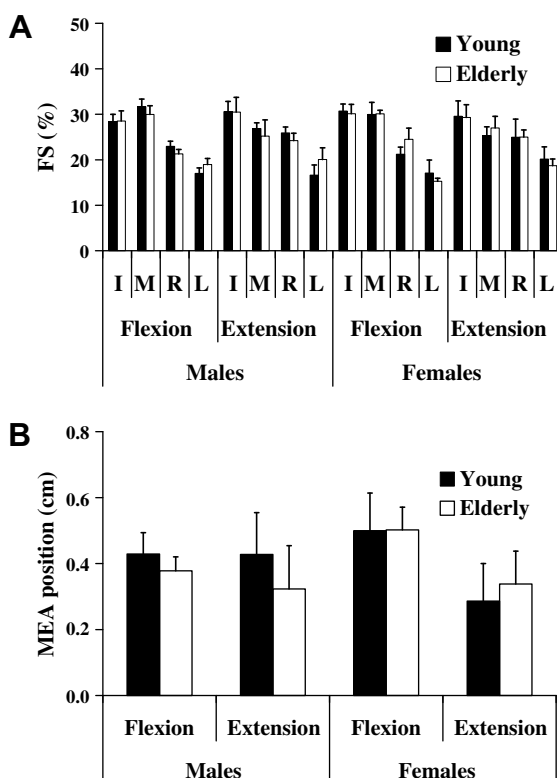 A
FS (%)
50
40
30
20
10
0
Young
Elderly
I M R L I M R L I M R L I M R L
Flexion Extension Flexion Extension
Males Females
B
MEA position (cm)
0.8
0.6
0.4
0.2
0.0
Young
Elderly
Flexion Extension Flexion Extension
Males Females